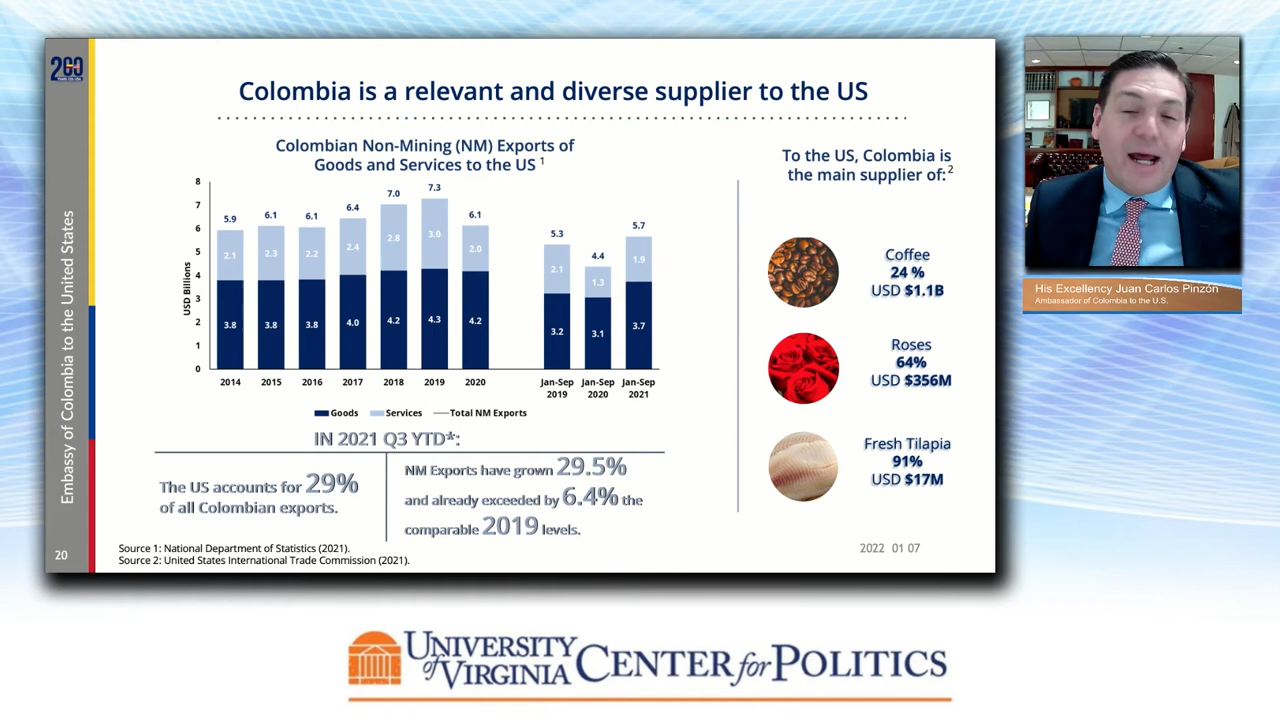 200
Embassy of Colombia to the United States
20
Colombia is a relevant and diverse supplier to the US
Colombian Non-Mining (NM) Exports of
Goods and Services to the US 1
USD Billions
8
7
6
5
4
3
2
1
0
5.9
2.1
3.8
2014
6.1
2.3
3.8
2015
6.1
2.2
3.8
2016
6.4
2.4
4.0
2017
7.0
2.8
4.2
2018
7.3
3.0
4.3
2019
6.1
2.0
4.2
2020
5.3
2.1
3.2
Jan-Sep
2019
4.4
1.3
3.1
Jan-Sep
2020
5.7
1.9
3.7
Jan-Sep
2021
Goods Services Total NM Exports
IN 2021 Q3 YTD*:
The US accounts for 29%
of all Colombian exports.
NM Exports have grown 29.5%
and already exceeded by 6.4% the
comparable 2019 levels.
Source 1: National Department of Statistics (2021).
Source 2: United States International Trade Commission (2021).
To the US, Colombia is
the main supplier of:2
Coffee
24 %
USD $1.1B
Roses
64%
USD $356M
Fresh Tilapia
91%
USD $17M
2022 01 07
His Excellency Juan Carlos Pinzón
Ambassador of Colombia to the U.S.
UNIVERSITY
of VIRGINIA CENTER for POLITICS